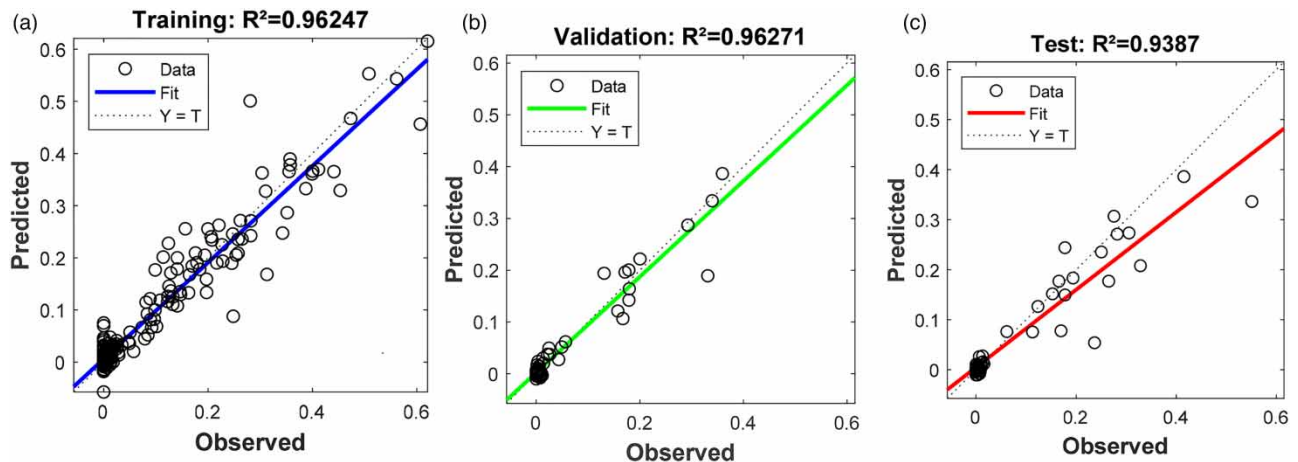 (a)
Training: R²=0.96247
Data
Fit
Y = T
0.6
0.5
0.4
0.3
0.2
0.1
0
Predicted
0
0.2
0.4
0.6
Observed
(b)
Validation: R²=0.96271
Data
Fit
Y = T
0.6
0.5
0.4
0.3
0.2
0.1
0
Predicted
0
0.2
0.4
0.6
Observed
(c)
Test: R²=0.9387
Data
Fit
Y = T
0.6
0.5
0.4
0.3
0.2
0.1
0
Predicted
0
0.2
0.4
0.6
Observed